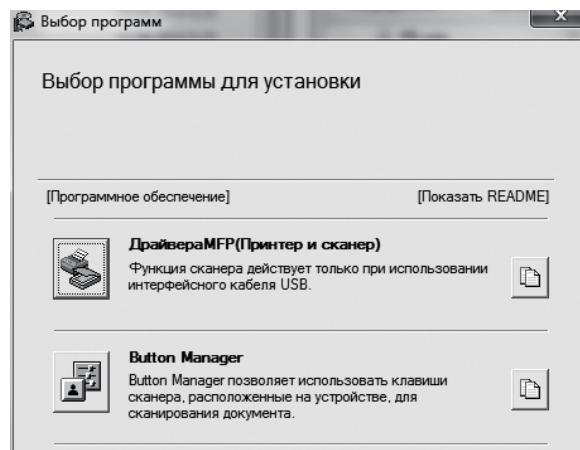 Выбор программ
Выбор программы для установки
[Программное обеспечение] [Показать README]
ДрайвераMFP(Принтер и сканер)
Функция сканера действует только при использовании
интерфейсного кабеля USB.
Button Manager
Button Manager позволяет использовать клавиши
сканера, расположенные на устройстве, для
сканирования документа.